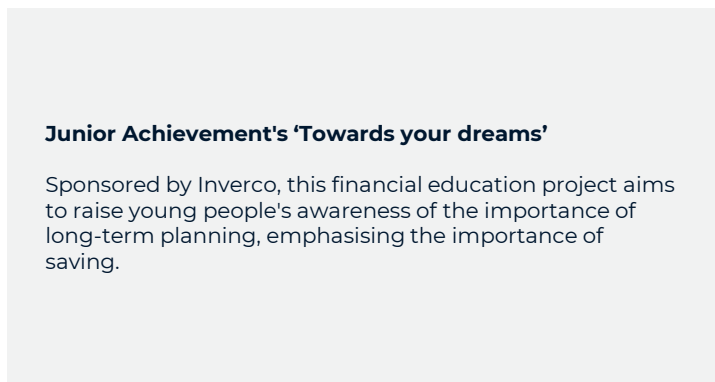 Junior Achievement's ‘Towards your dreams’
Sponsored by Inverco, this financial education project aims
to raise young people's awareness of the importance of
long-term planning, emphasising the importance of
saving.